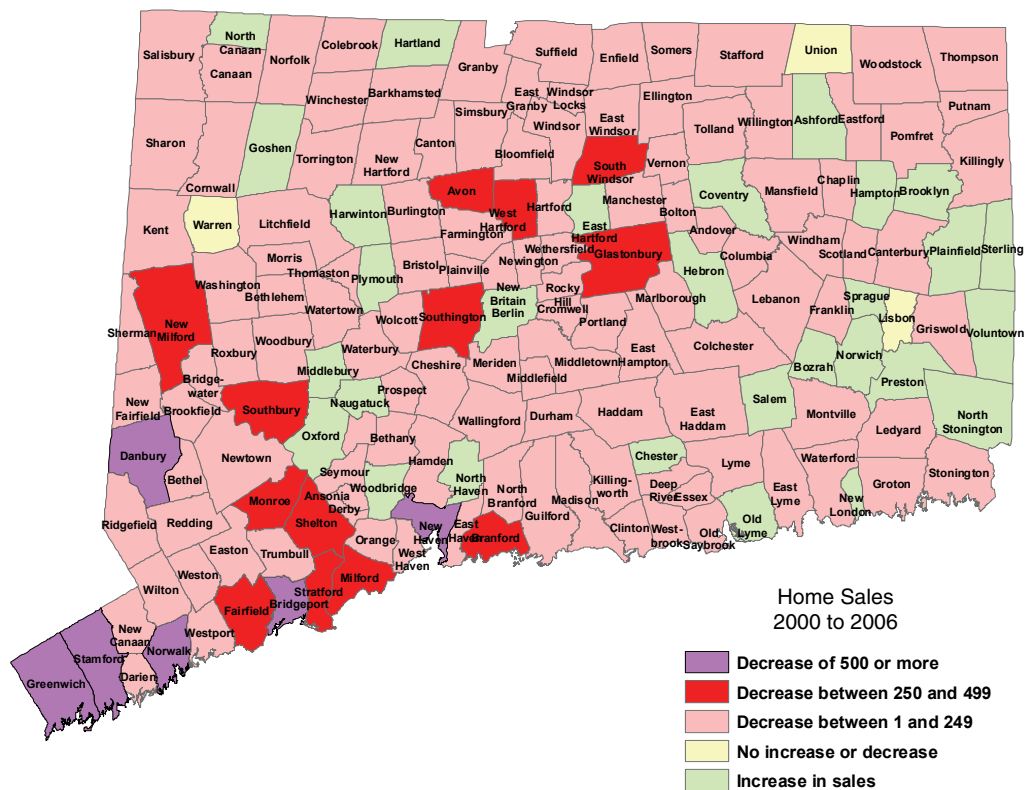 North
Canaan
Hartland
Union
Salisbury
Canaan
Norfolk
Colebrook
Granby
Suffield
Enfield
Somers
Stafford
Woodstock
Thompson
Winchester
Barkhamsted
East
Granby
Windsor
Locks
Ellington
Simsbury
Putnam
Sharon
Goshen
Torrington
New
Hartford
Canton
Windsor
East
Windsor
Tolland
Willington
Ashford
Eastford
Pomfret
Bloomfield
Vernon
Killingly
Cornwall
Avon
South
Windsor
Coventry
Mansfield
Chaplin
Hampton
Brooklyn
Kent
Warren
Litchfield
Harwinton
Burlington
West
Hartford
Hartford
Manchester
Bolton
East
Hartford
Farmington
Andover
Windham
Scotland
Canterbury
Plainfield
Sterling
Morris
Thomaston
Plymouth
Bristol
Plainville
Wethersfield
Newington
Glastonbury
Columbia
Hebron
Washington
Bethlehem
Watertown
New
Britain
Berlin
Rocky
Hill
Cromwell
Marlborough
Lebanon
Franklin
Sprague
Lisbon
Griswold
Voluntown
Sherman
New
Milford
Wolcott
Southington
Portland
Roxbury
Woodbury
Waterbury
Colchester
Norwich
Bozrah
Preston
Bridge-
water
Middlebury
Cheshire
Meriden
Middletown
East
Hampton
Middlefield
New
Fairfield
Brookfield
Southbury
Naugatuck
Prospect
Wallingford
Durham
Haddam
East
Haddam
Salem
Montville
Ledyard
North
Stonington
Danbury
Newtown
Oxford
Bethany
Hamden
Chester
Lyme
Waterford
Bethel
Seymour
Woodbridge
North
Haven
North
Branford
Madison
Killing-
worth
Deep
River
Essex
East
Lyme
Groton
Stonington
Monroe
Ansonia
Derby
New
London
Ridgefield
Redding
Shelton
New
Haven
East
Haven
Branford
Guilford
Clinton
West-
brook
Old
Saybrook
Old
Lyme
Easton
Trumbull
Orange
West
Haven
Weston
Wilton
Milford
Stratford
Bridgeport
Fairfield
New
Canaan
Westport
Norwalk
Stamford
Darien
Greenwich
Home Sales
2000 to 2006
Decrease of 500 or more
Decrease between 250 and 499
Decrease between 1 and 249
No increase or decrease
Increase in sales